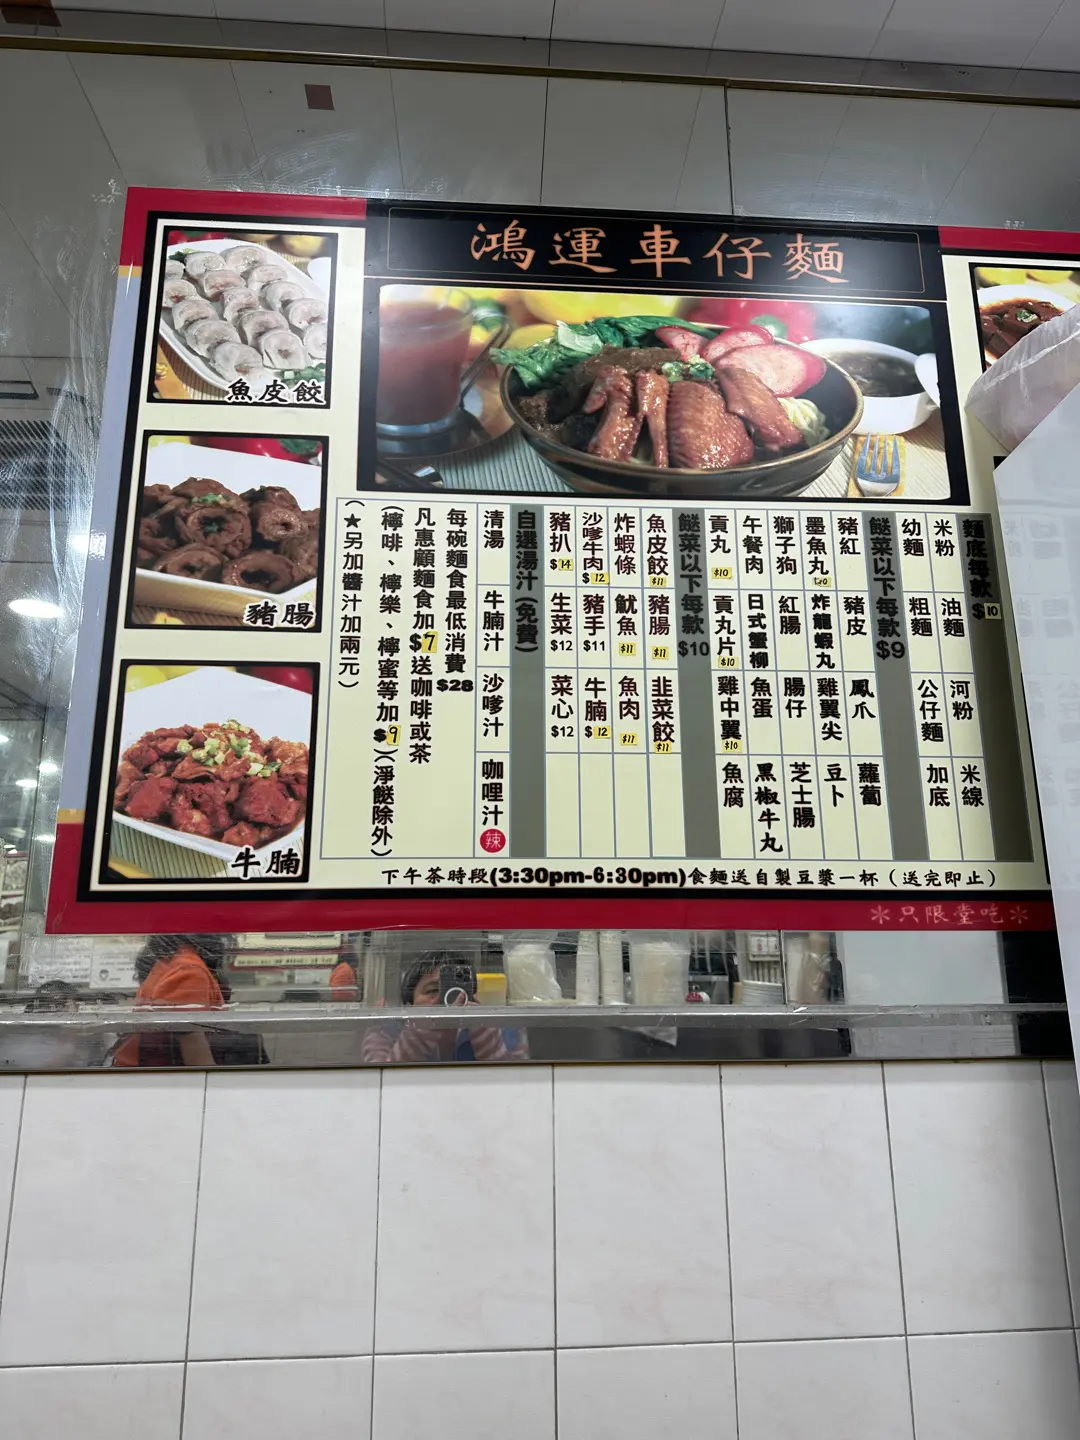 鴻運車仔麵
魚皮餃
豬腸
牛腩
麵底每款 $10
米粉 油麵 河粉 米線
幼麵 粗麵 公仔麵 加底
餸菜以下每款 $9
豬紅 豬皮 鳳爪 蘿蔔
墨魚丸 $10 炸龍蝦丸 雞翼尖 豆卜
獅子狗 紅腸 腸仔 芝士腸
午餐肉 日式蟹柳 魚蛋 黑椒牛丸
貢丸 $10 貢丸片 $10 雞中翼 $10 魚腐
餸菜以下每款 $10
魚皮餃 $11 豬腸 $11 韭菜餃 $11
炸蝦條 魷魚 $11 魚肉 $11
沙嗲牛肉 $12 豬手 $11 牛腩 $12
豬扒 $14 生菜 $12 菜心 $12
自選湯汁(免費)
清湯 牛腩汁 沙嗲汁 咖哩汁 辣
每碗麵食最低消費 $28
凡惠顧麵食加 $7 送咖啡或茶
(檸啡、檸樂、檸蜜等加 $9 )(淨餸除外)
(★另加醬汁加兩元)
下午茶時段(3:30pm-6:30pm)食麵送自製豆漿一杯(送完即止)
＊只限堂吃＊